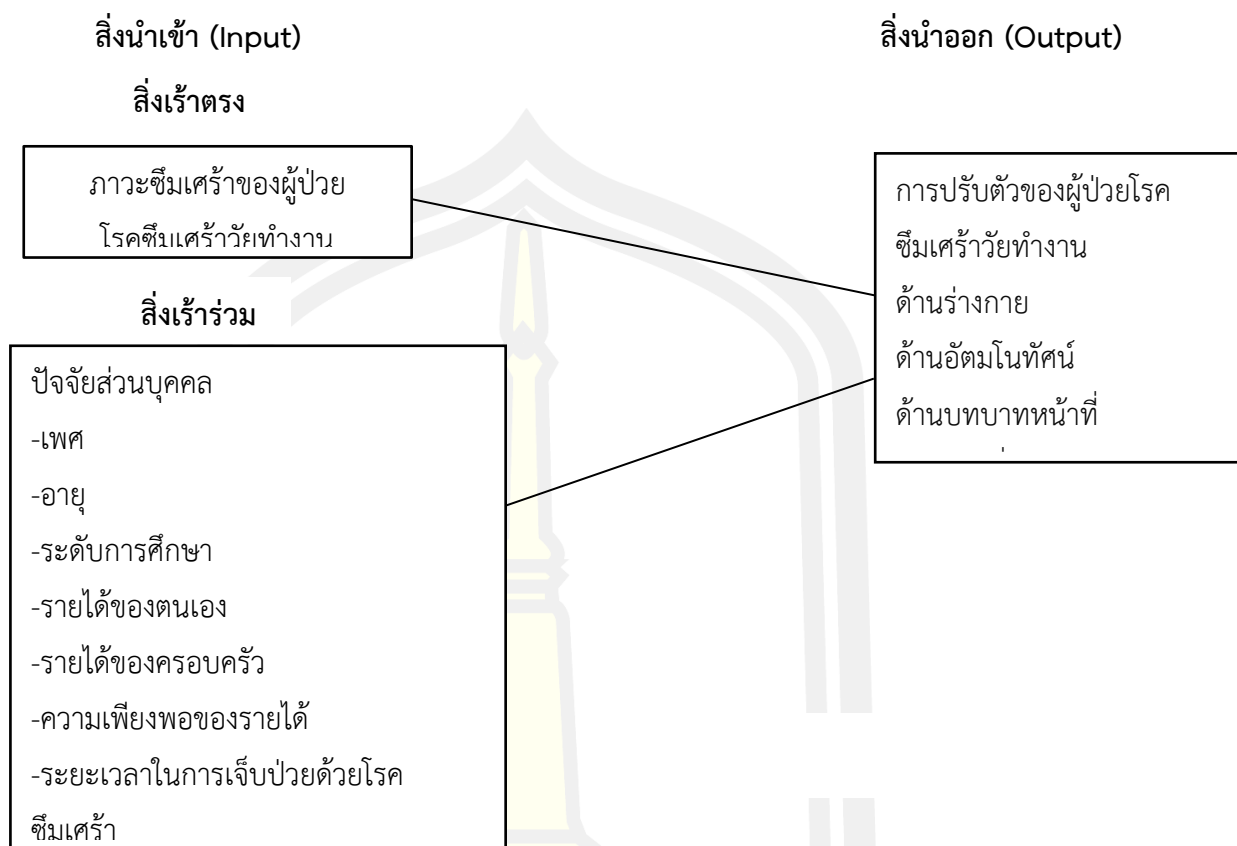 สิ่งนำเข้า (Input)
สิ่งนำออก (Output)
สิ่งเร้าตรง
ภาวะซึมเศร้าของผู้ป่วย
โรคซึมเศร้าวัยทำงาน
การปรับตัวของผู้ป่วยโรค
ซึมเศร้าวัยทำงาน
ด้านร่างกาย
ด้านอัตมโนทัศน์
ด้านบทบาทหน้าที่
สิ่งเร้าร่วม
ปัจจัยส่วนบุคคล
-เพศ
-อายุ
-ระดับการศึกษา
-รายได้ของตนเอง
-รายได้ของครอบครัว
-ความเพียงพอของรายได้
-ระยะเวลาในการเจ็บป่วยด้วยโรค
ซึมเศร้า